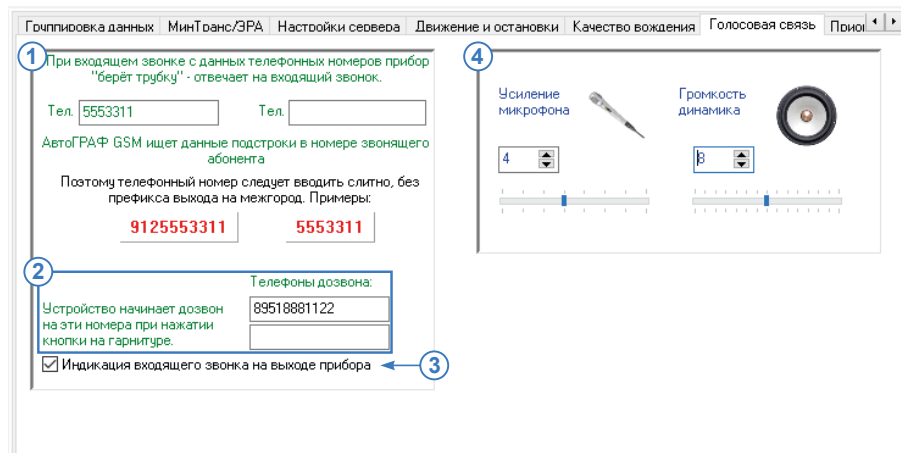 Группировка данных МинТранс/ЭРА Настройки сервера Движение и остановки Качество вождения Голосовая связь
1
При входящем звонке с данных телефонных номеров прибор
"берёт трубку" - отвечает на входящий звонок.
Тел. 5553311 Тел.
АвтоГРАФ GSM ищет данные подстроки в номере звонящего
абонента
Поэтому телефонный номер следует вводить слитно, без
префикса выхода на межгород. Примеры:
9125553311 5553311
2
Телефоны дозвона:
Устройство начинает дозвон
на эти номера при нажатии
кнопки на гарнитуре.
89518881122
Индикация входящего звонка на выходе прибора
3
4
Усиление
микрофона
4
Громкость
динамика
8